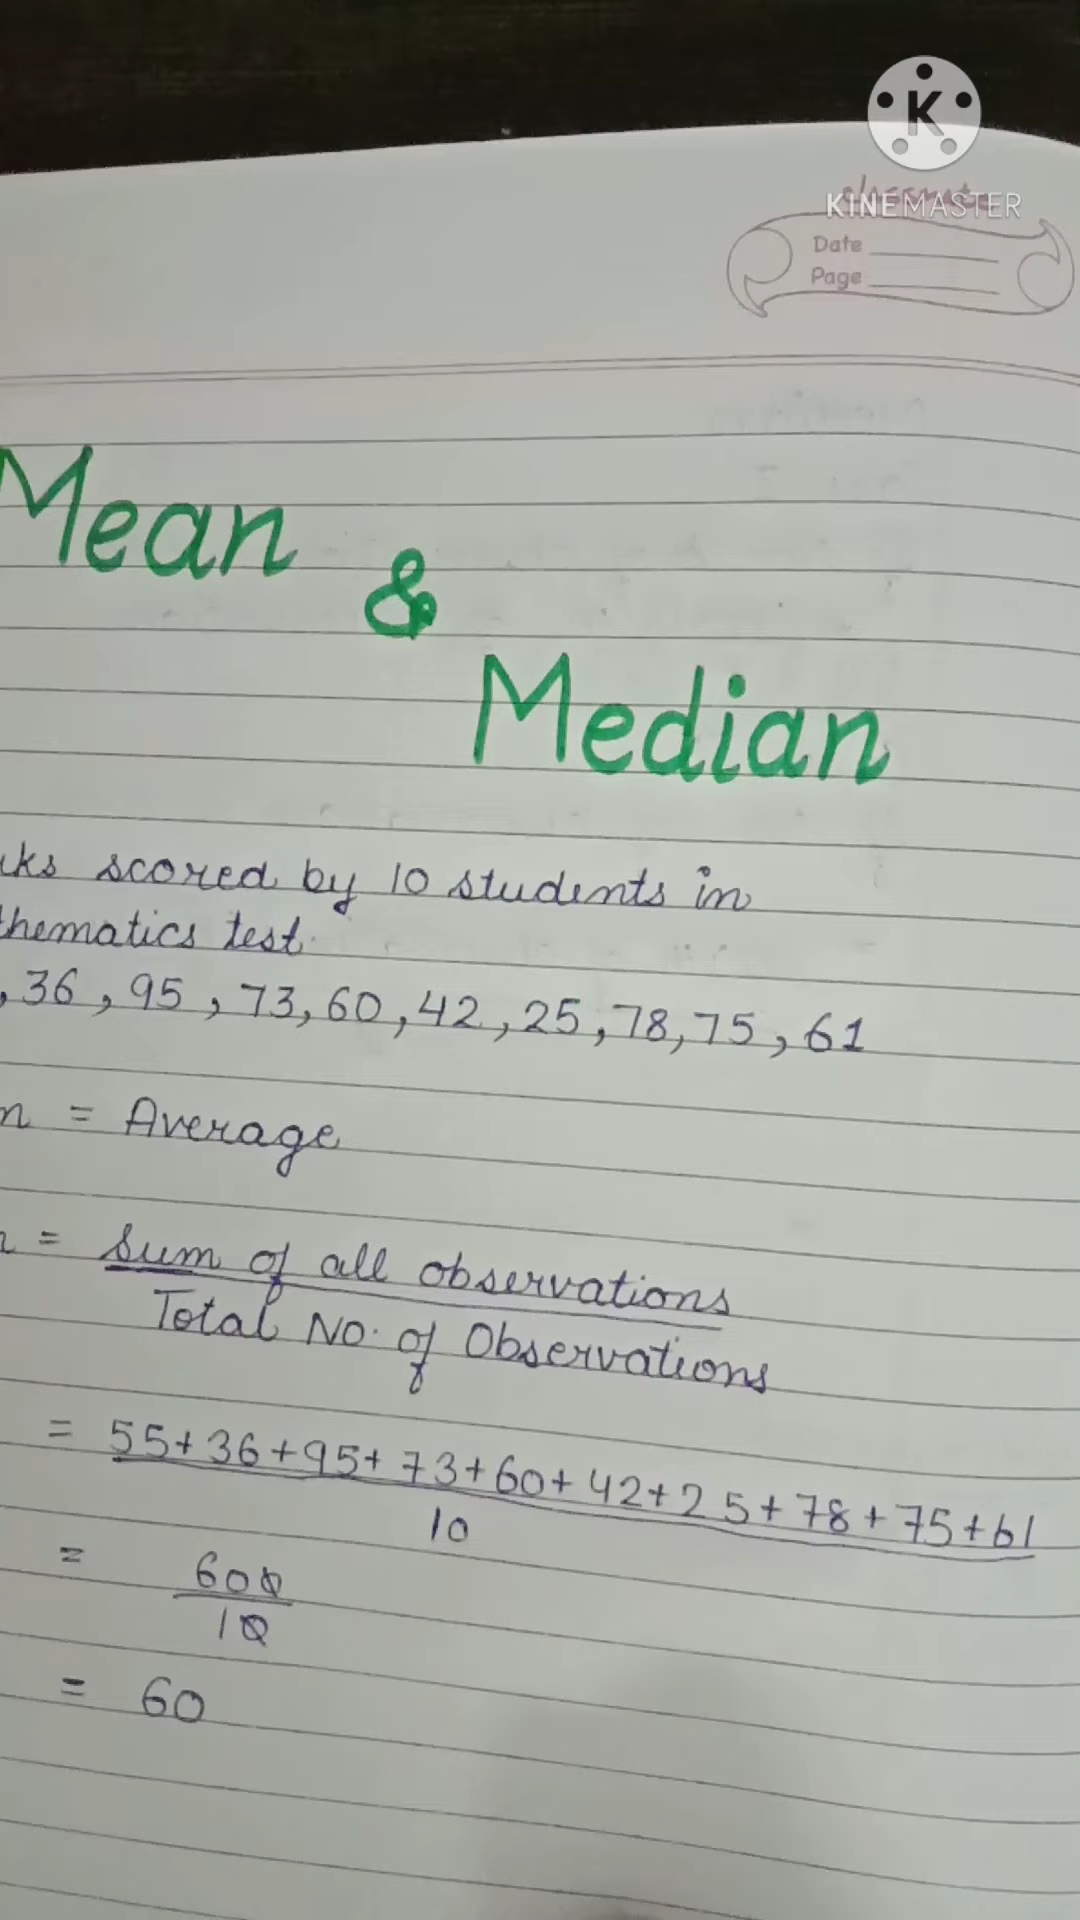 K
KINEMASTER
classmate
Date
Page
Mean
&
Median
ks scored by 10 students in
thematics test.
, 36 , 95 , 73, 60 , 42 , 25 , 78, 75 , 61
n = Average
= Sum of all observations
Total No. of Observations
= 55+36+95+73+60+42+25+78+75+61
10
= 600
10
= 60